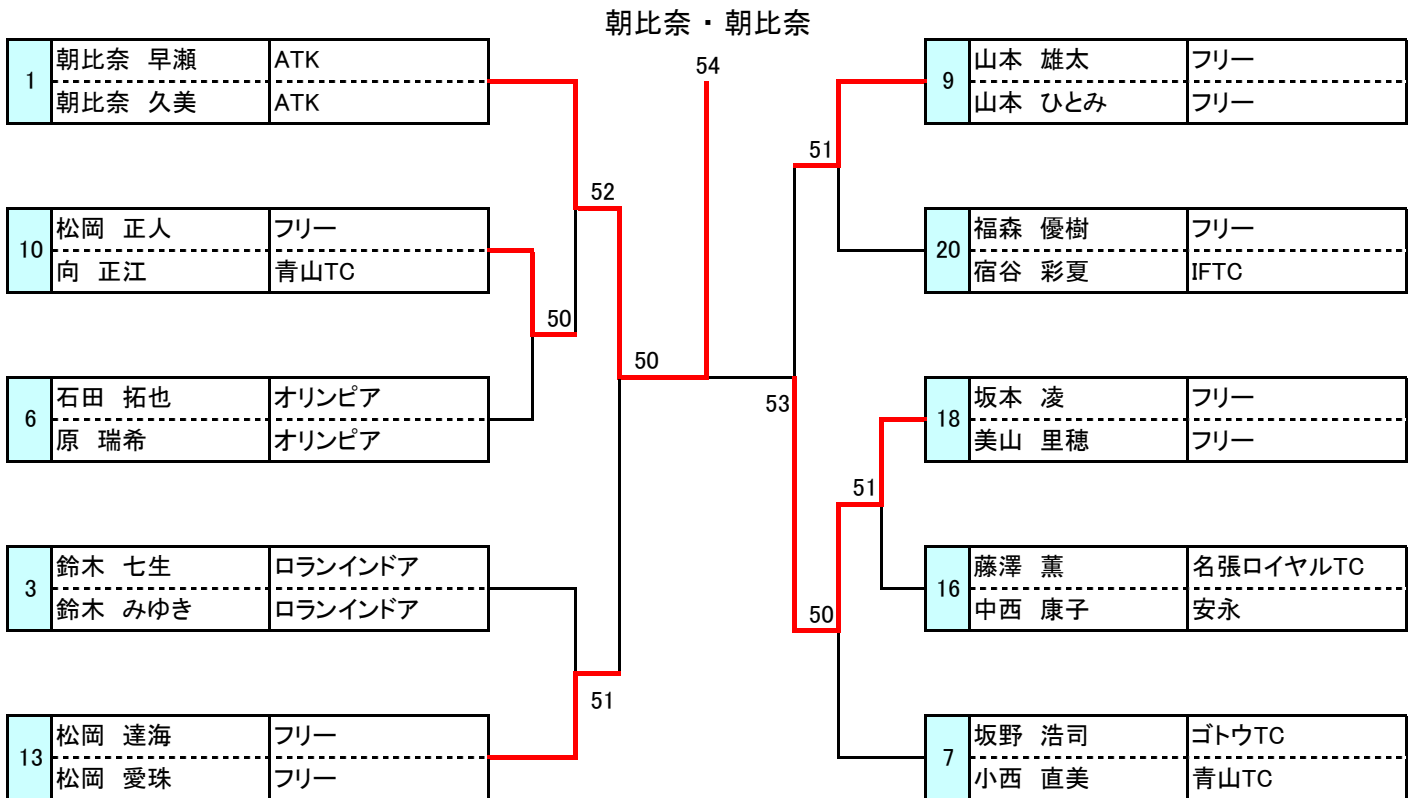 朝比奈 ・ 朝比奈
54
1
朝比奈 早瀬 ATK
朝比奈 久美 ATK
52
10
松岡 正人 フリー
向 正江 青山TC
50
6
石田 拓也 オリンピア
原 瑞希 オリンピア
50
3
鈴木 七生 ロランインドア
鈴木 みゆき ロランインドア
51
13
松岡 達海 フリー
松岡 愛珠 フリー
9
山本 雄太 フリー
山本 ひとみ フリー
51
20
福森 優樹 フリー
宿谷 彩夏 IFTC
53
18
坂本 凌 フリー
美山 里穂 フリー
51
16
藤澤 薫 名張ロイヤルTC
中西 康子 安永
50
7
坂野 浩司 ゴトウTC
小西 直美 青山TC